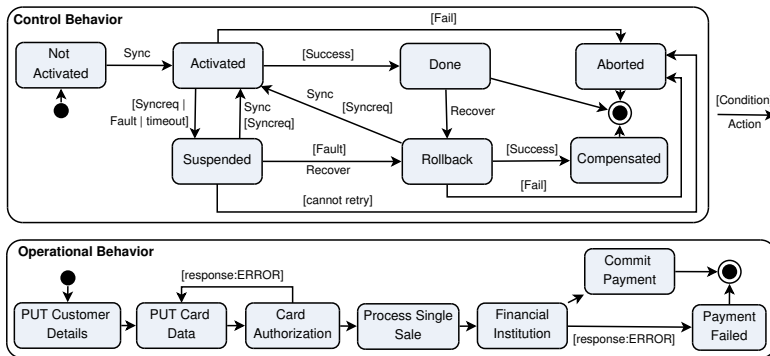 Control Behavior
[Fail]
Not
Activated
Sync
Activated
[Success]
Done
Aborted
[Syncreq |
Fault | timeout]
Sync
[Syncreq]
Sync
[Syncreq]
Recover
[Condition]
Action
Suspended
[Fault]
Recover
Rollback
[Success]
Compensated
[Fail]
[cannot retry]
Operational Behavior
[response:ERROR]
PUT Customer
Details
PUT Card
Data
Card
Authorization
Process Single
Sale
Financial
Institution
Commit
Payment
[response:ERROR]
Payment
Failed